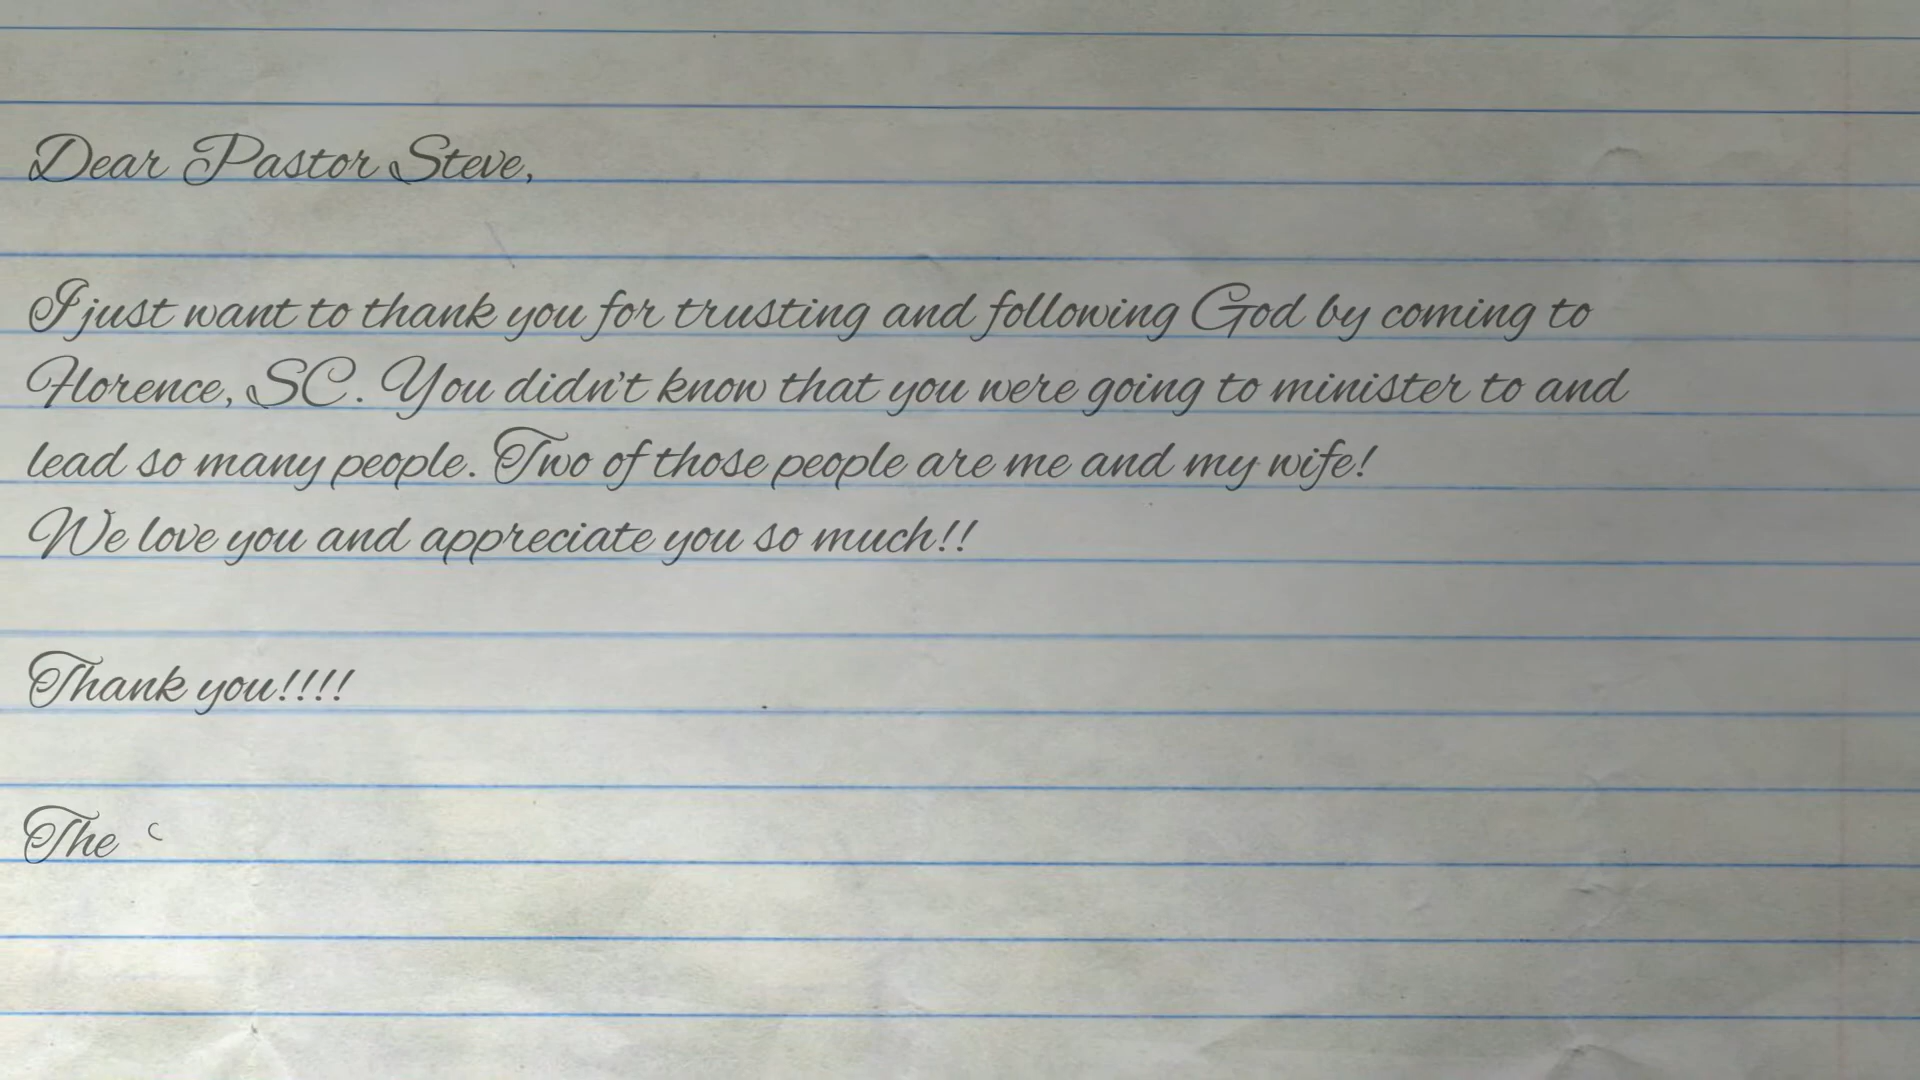 Dear Pastor Steve,
I just want to thank you for trusting and following God by coming to
Florence, SC. You didn't know that you were going to minister to and
lead so many people. Two of those people are me and my wife!
We love you and appreciate you so much!!
Thank you!!!!
The